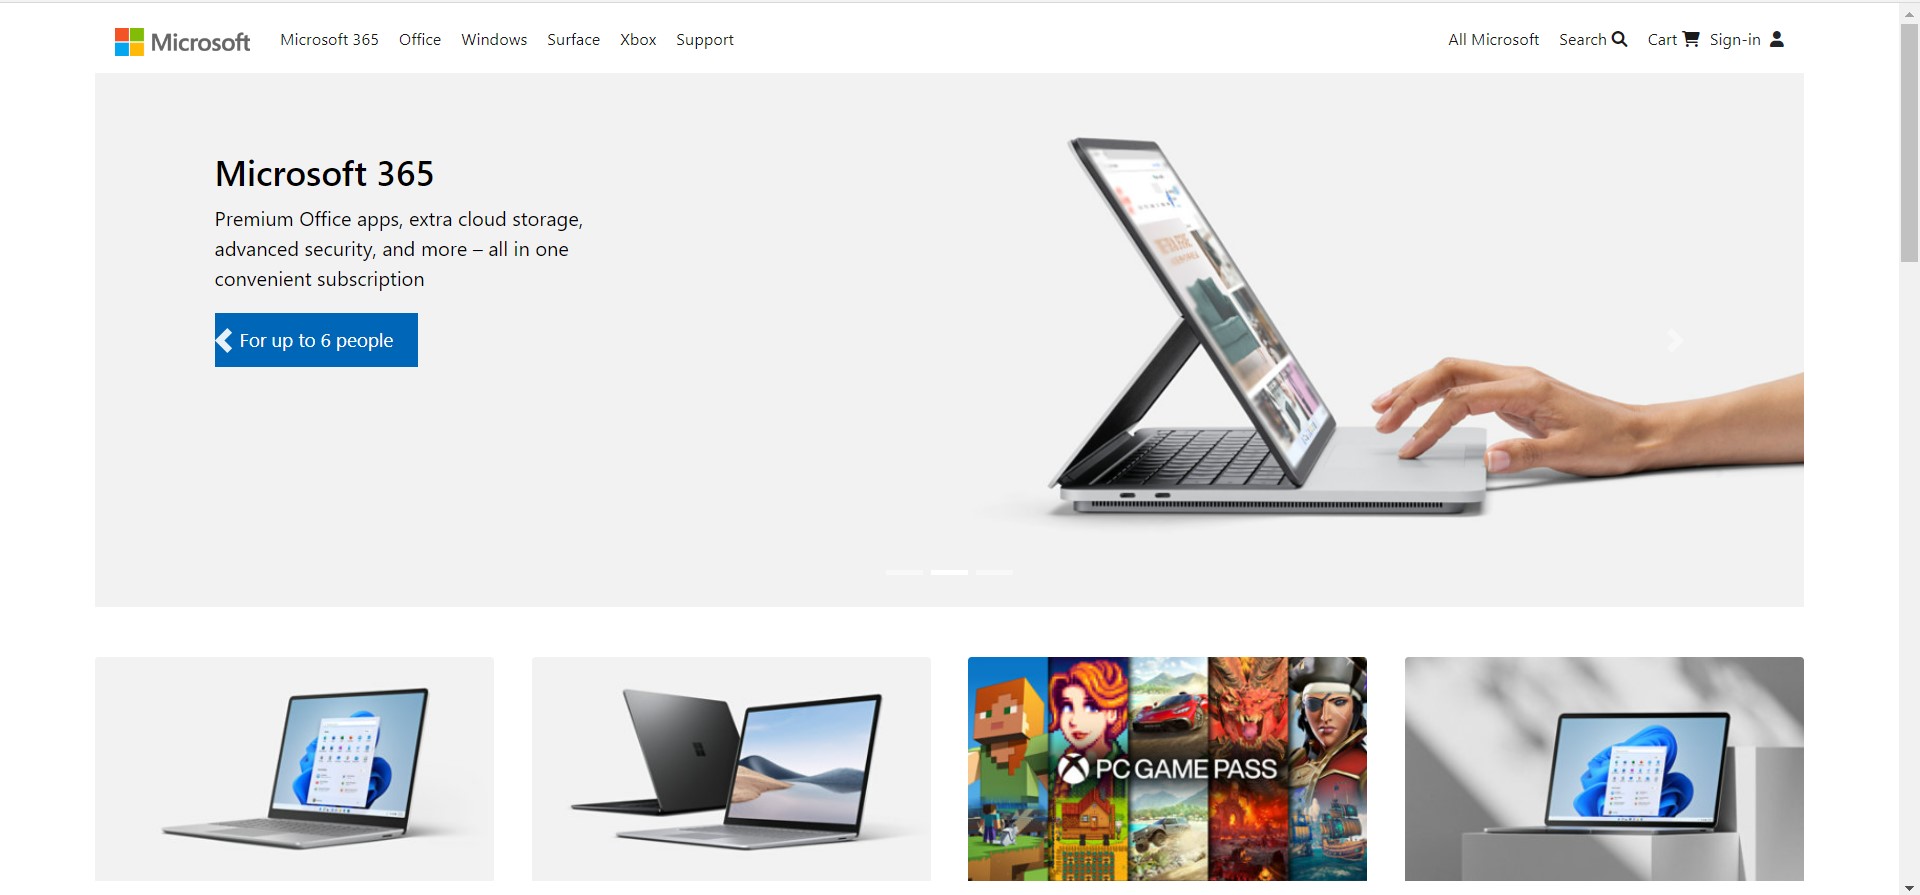 Microsoft
Microsoft 365 Office Windows Surface Xbox Support
All Microsoft Search Cart Sign-in
Microsoft 365
Premium Office apps, extra cloud storage,
advanced security, and more – all in one
convenient subscription
For up to 6 people
PC GAME PASS